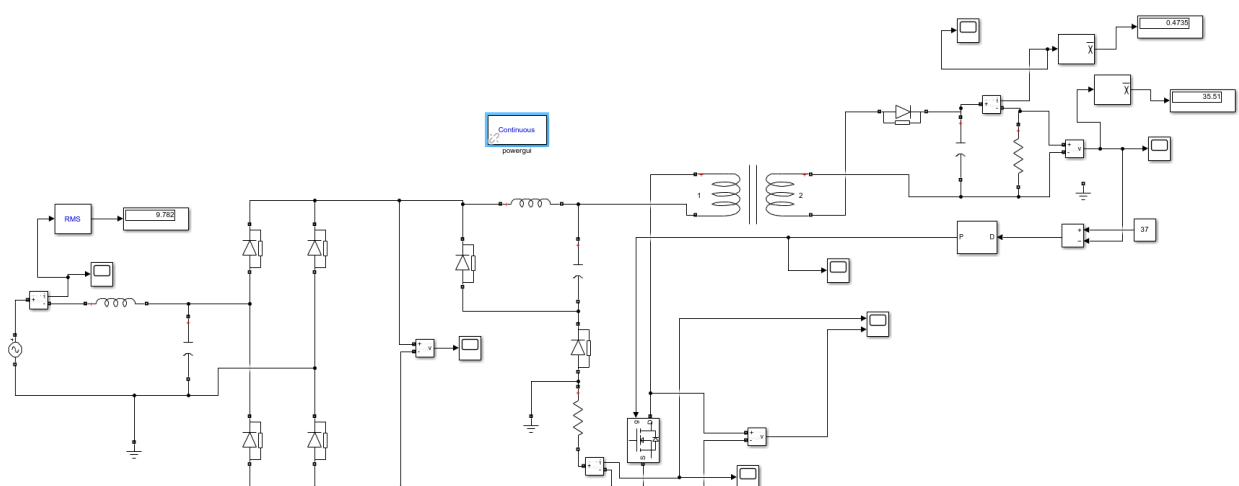 0.4735
X
X
35.51
Continuous
powergui
+
i
-
+
-
v
1
2
RMS
9.782
P
D
+
-
37
+
i
-
+
-
v
g
D
S
+
-
v
+
i
-